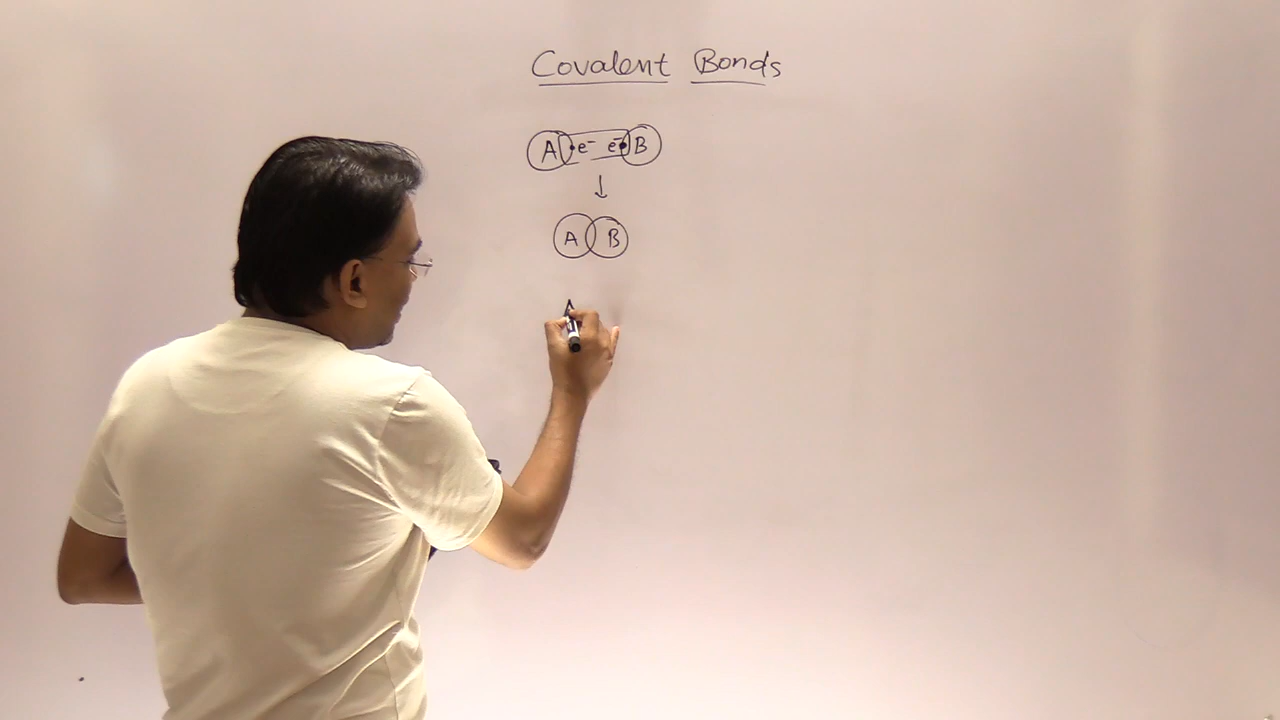 Covalent Bonds
A e⁻ e⁻ B
↓
A B
A